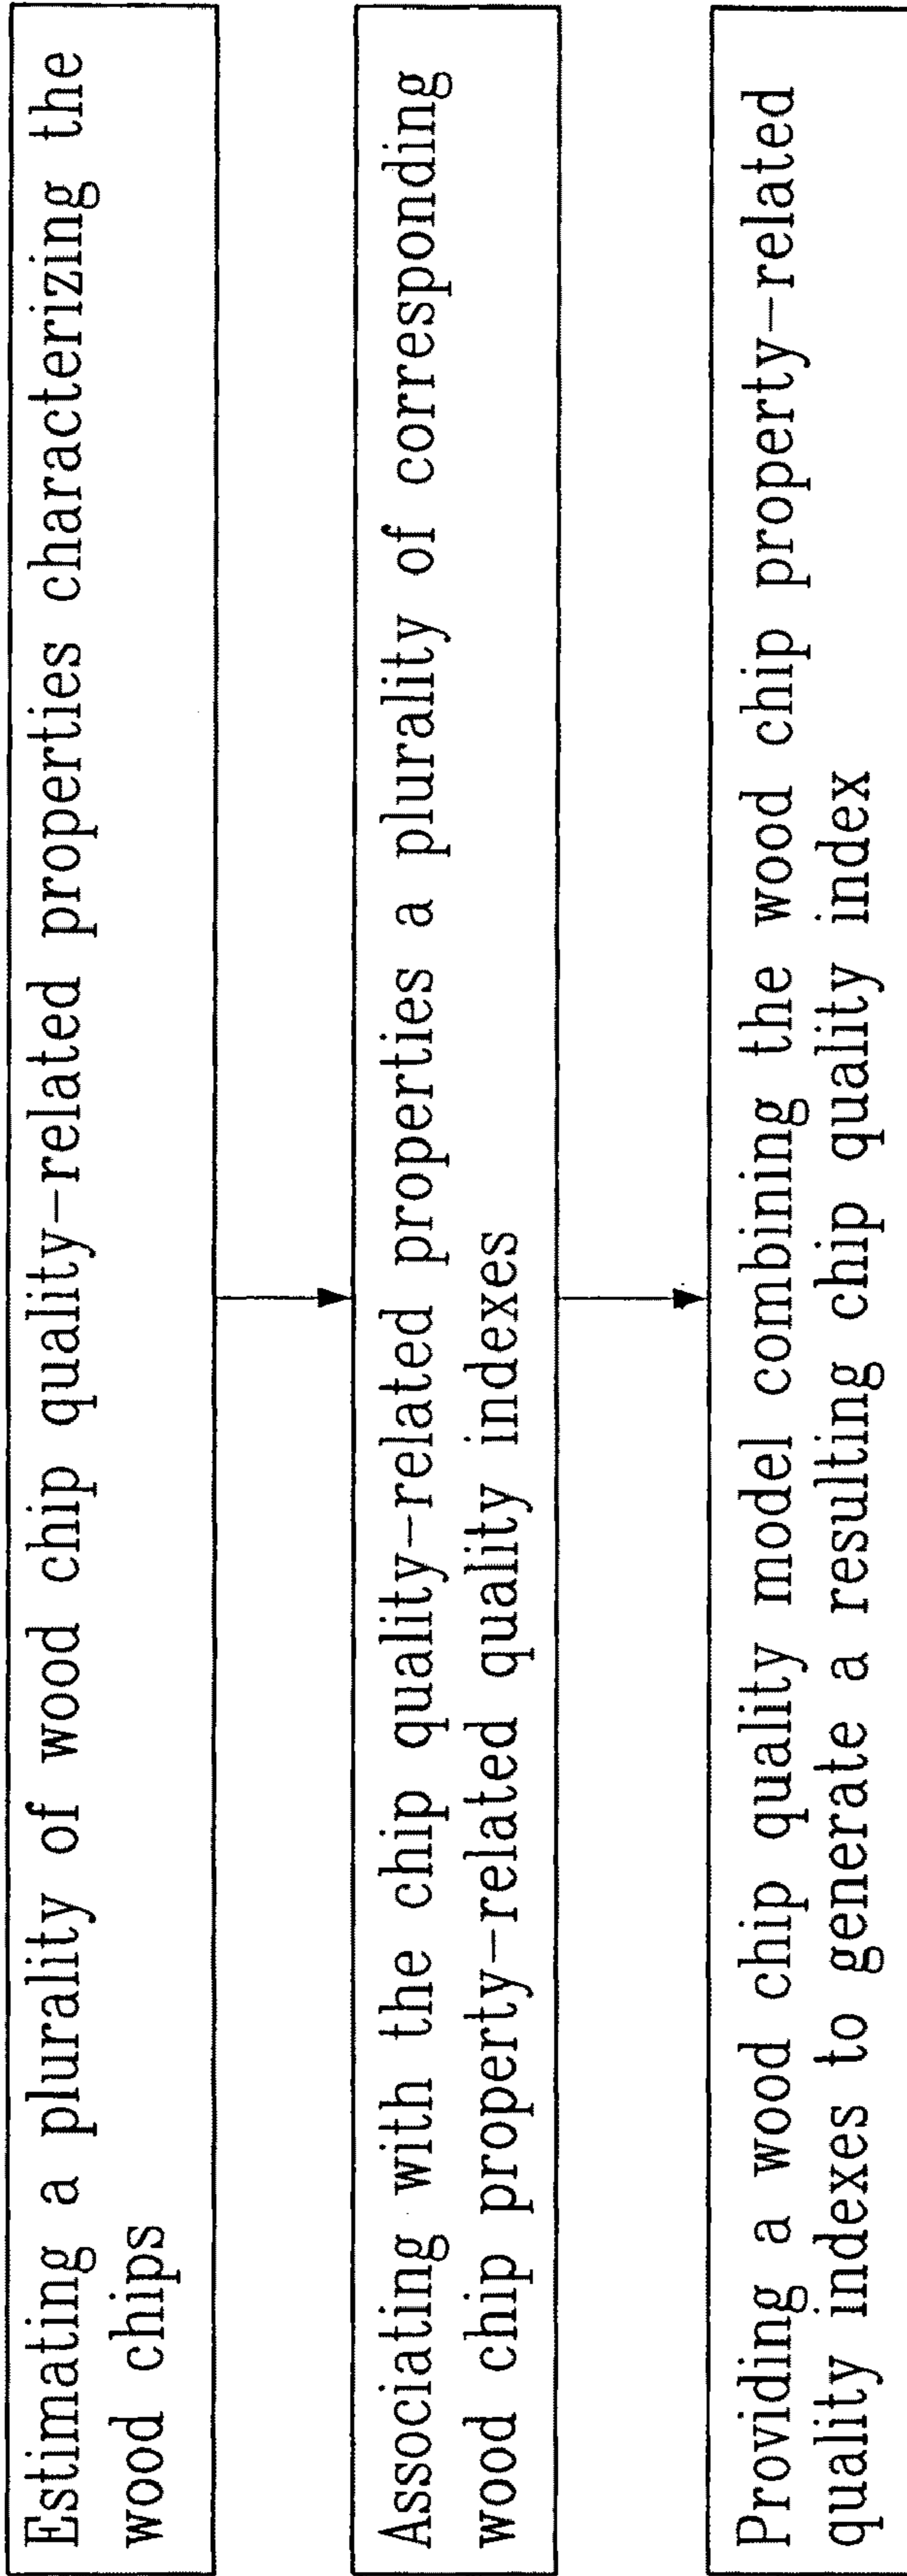 Estimating a plurality of wood chip quality-related properties characterizing the
wood chips
Associating with the chip quality-related properties a plurality of corresponding
wood chip property-related quality indexes
Providing a wood chip quality model combining the wood chip property-related
quality indexes to generate a resulting chip quality index